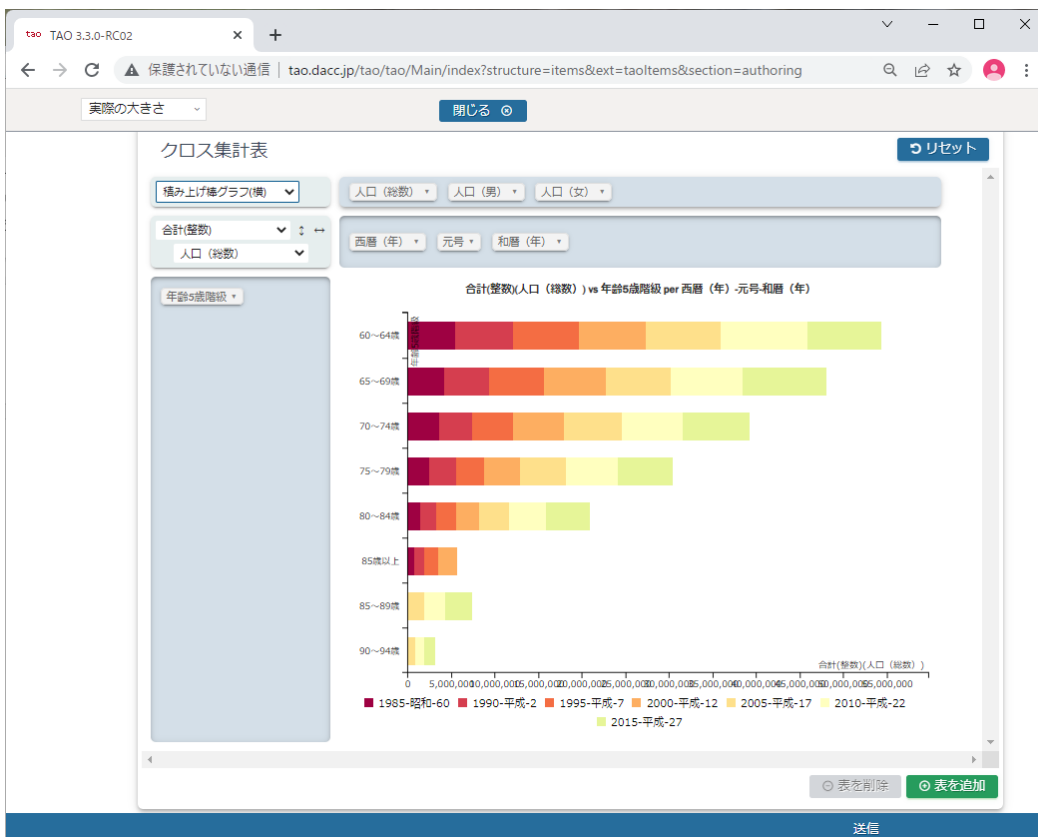 tao TAO 3.3.0-RC02
保護されていない通信 | tao.dacc.jp/tao/tao/Main/index?structure=items&ext=taoItems&section=authoring
実際の大きさ
閉じる
クロス集計表
リセット
積み上げ棒グラフ(横)
人口（総数） 人口（男） 人口（女）
合計(整数)
人口（総数）
西暦（年） 元号 和暦（年）
年齢5歳階級
合計(整数)(人口（総数）) vs 年齢5歳階級 per 西暦（年）-元号-和暦（年）
年齢5歳階級
60～64歳
65～69歳
70～74歳
75～79歳
80～84歳
85歳以上
85～89歳
90～94歳
合計(整数)(人口（総数）)
0 5,000,000 10,000,000 15,000,000 20,000,000 25,000,000 30,000,000 35,000,000 40,000,000 45,000,000 50,000,000 55,000,000
1985-昭和-60 1990-平成-2 1995-平成-7 2000-平成-12 2005-平成-17 2010-平成-22
2015-平成-27
表を削除 表を追加
送信